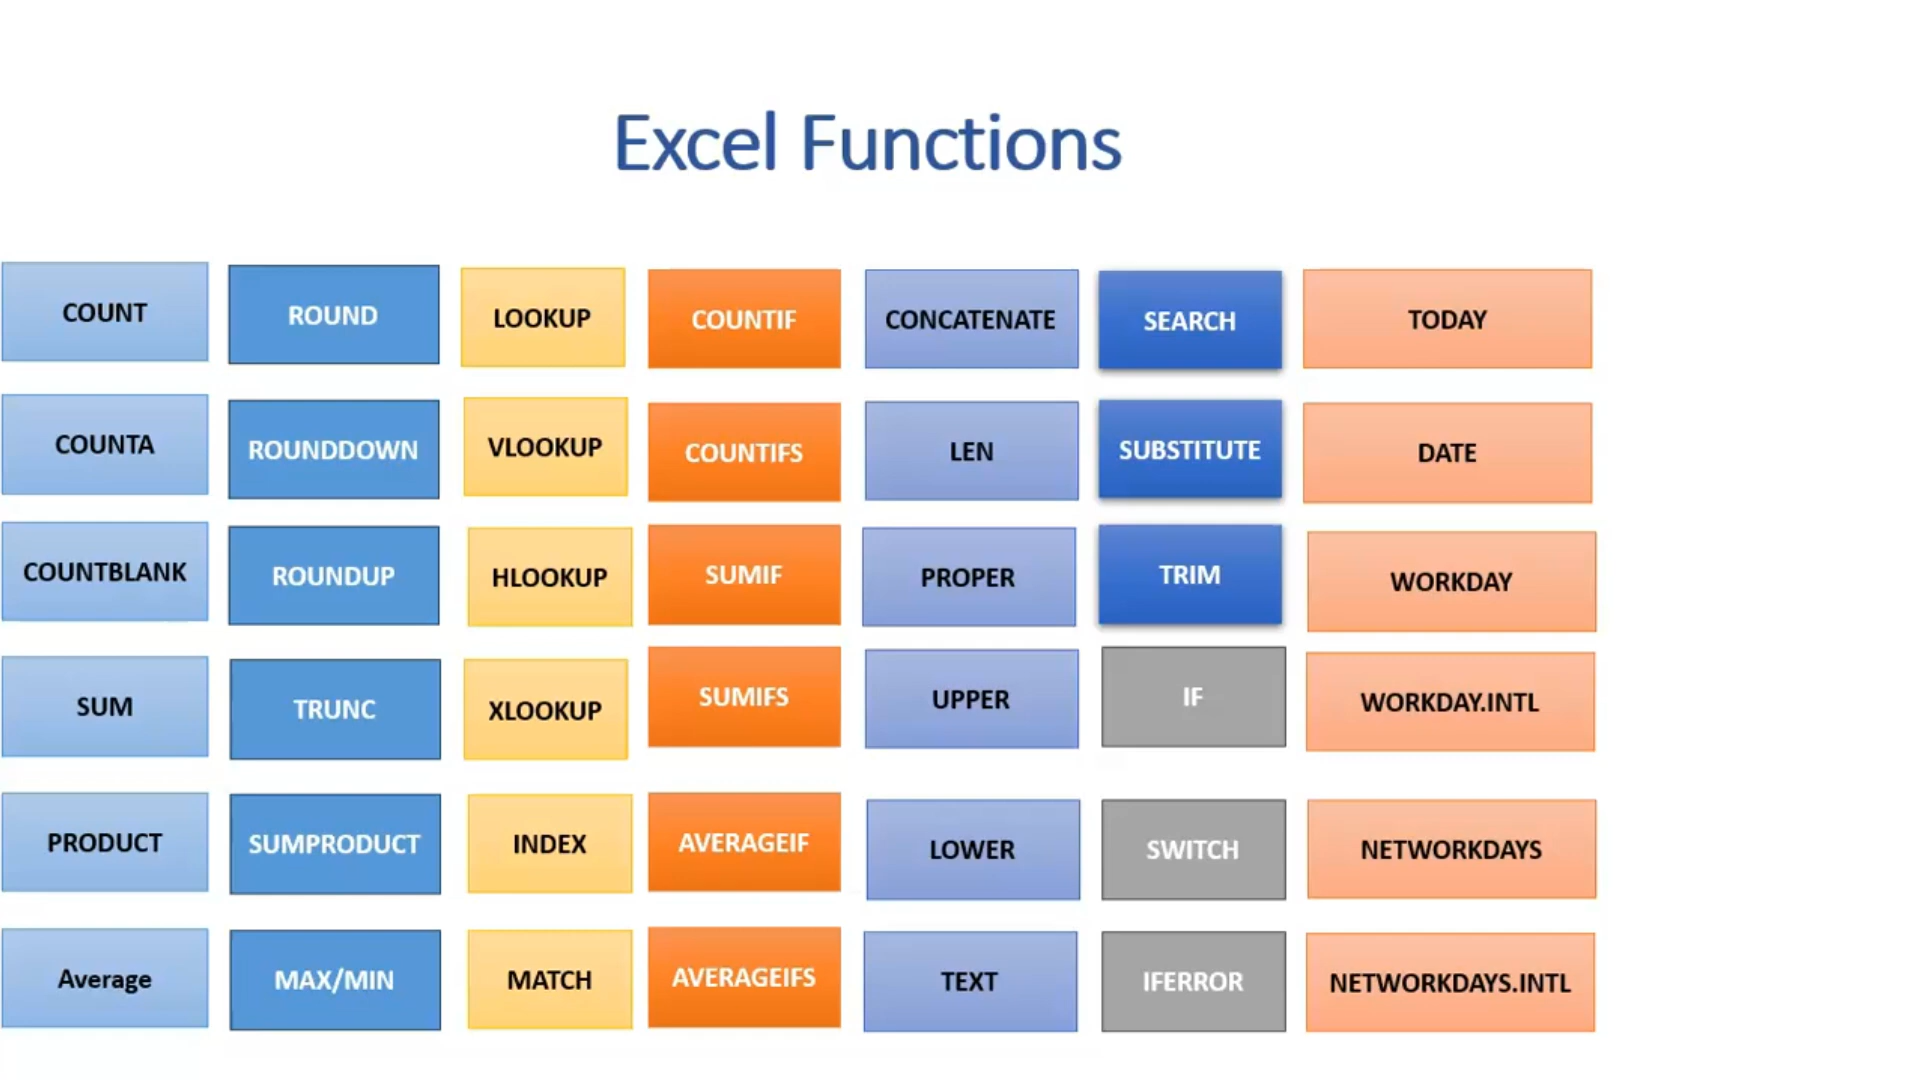 Excel Functions
COUNT
ROUND
LOOKUP
COUNTIF
CONCATENATE
SEARCH
TODAY
COUNTA
ROUNDDOWN
VLOOKUP
COUNTIFS
LEN
SUBSTITUTE
DATE
COUNTBLANK
ROUNDUP
HLOOKUP
SUMIF
PROPER
TRIM
WORKDAY
SUM
TRUNC
XLOOKUP
SUMIFS
UPPER
IF
WORKDAY.INTL
PRODUCT
SUMPRODUCT
INDEX
AVERAGEIF
LOWER
SWITCH
NETWORKDAYS
Average
MAX/MIN
MATCH
AVERAGEIFS
TEXT
IFERROR
NETWORKDAYS.INTL